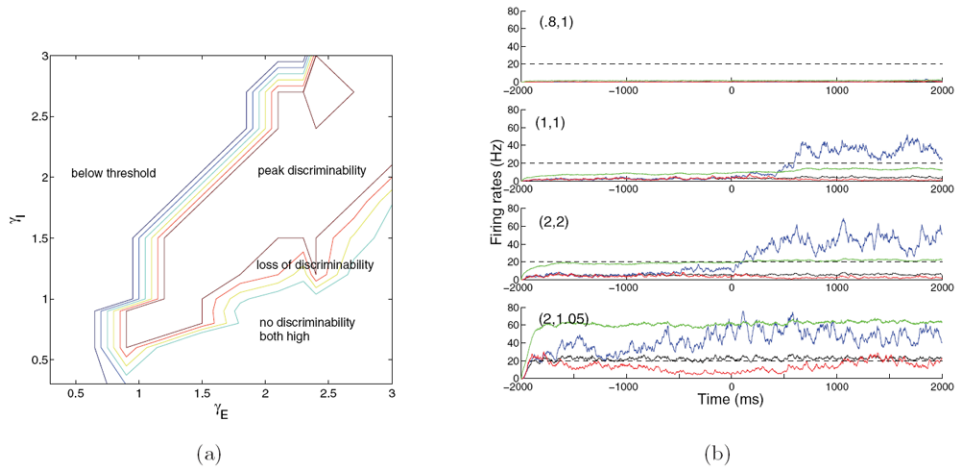 3
2.5
2
1.5
1
0.5
γI
below threshold
peak discriminability
loss of discriminability
no discriminability
both high
0.5 1 1.5 2 2.5 3
γE
(a)
Firing rates (Hz)
80
60
40
20
0
(.8,1)
−2000 −1000 0 1000 2000
80
60
40
20
0
(1,1)
−2000 −1000 0 1000 2000
80
60
40
20
0
(2,2)
−2000 −1000 0 1000 2000
80
60
40
20
0
(2,1.05)
−2000 −1000 0 1000 2000
Time (ms)
(b)